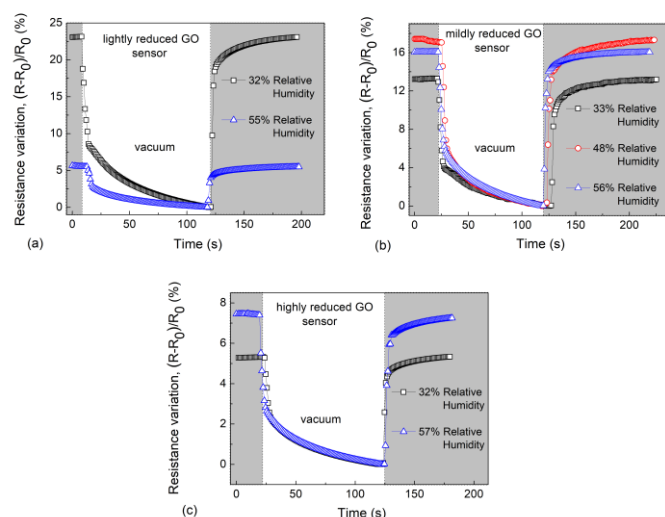 Resistance variation, (R-R0)/R0 (%)
25
20
15
10
5
0
lightly reduced GO
sensor
32% Relative
Humidity
55% Relative
Humidity
vacuum
0
50
100
150
200
Time (s)
(a)
Resistance variation, (R-R0)/R0 (%)
16
12
8
4
0
mildly reduced GO
sensor
vacuum
33% Relative
Humidity
48% Relative
Humidity
56% Relative
Humidity
0
50
100
150
200
Time (s)
(b)
Resistance variation, (R-R0)/R0 (%)
8
6
4
2
0
highly reduced GO
sensor
vacuum
32% Relative
Humidity
57% Relative
Humidity
0
50
100
150
200
Time (s)
(c)